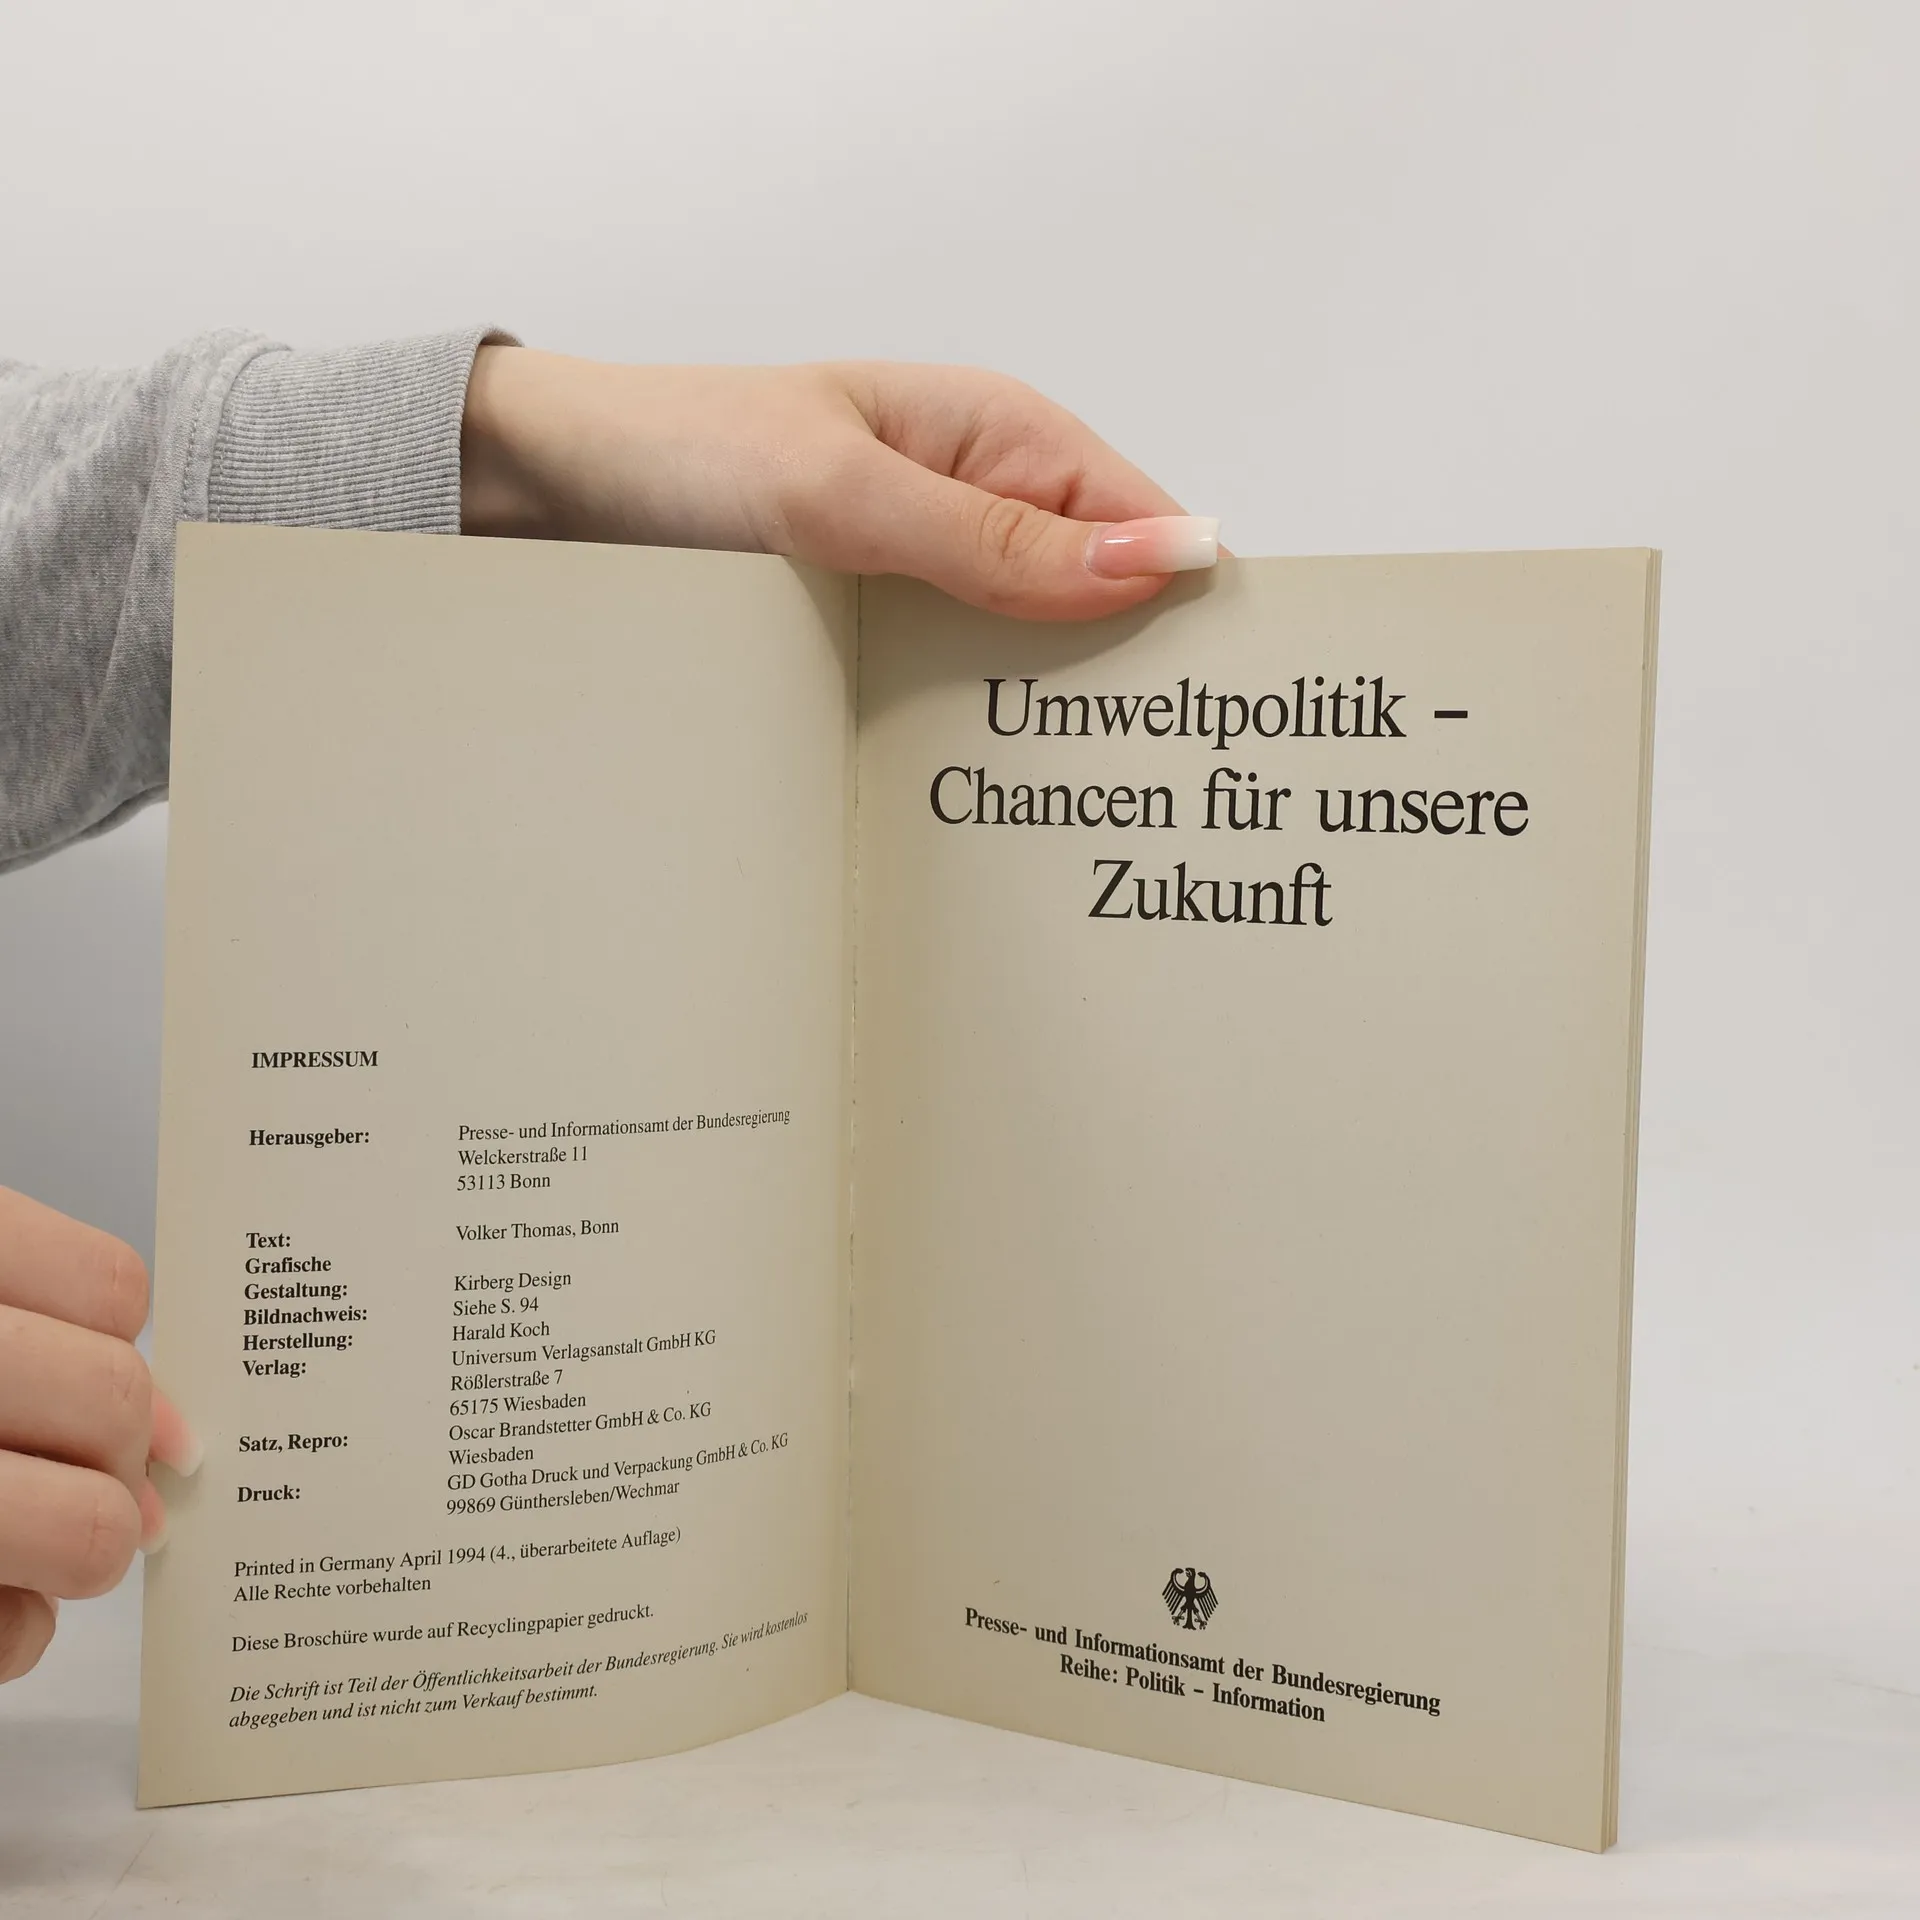 IMPRESSUM
Herausgeber: Presse- und Informationsamt der Bundesregierung
Welckerstraße 11
53113 Bonn
Text: Volker Thomas, Bonn
Grafische
Gestaltung: Kirberg Design
Bildnachweis: Siehe S. 94
Herstellung: Harald Koch
Verlag: Universum Verlagsanstalt GmbH KG
Rößlerstraße 7
65175 Wiesbaden
Satz, Repro: Oscar Brandstetter GmbH & Co. KG
Wiesbaden
Druck: GD Gotha Druck und Verpackung GmbH & Co. KG
99869 Günthersleben/Wechmar
Printed in Germany April 1994 (4., überarbeitete Auflage)
Alle Rechte vorbehalten
Diese Broschüre wurde auf Recyclingpapier gedruckt.
Die Schrift ist Teil der Öffentlichkeitsarbeit der Bundesregierung. Sie wird kostenlos
abgegeben und ist nicht zum Verkauf bestimmt.
Umweltpolitik –
Chancen für unsere
Zukunft
Presse- und Informationsamt der Bundesregierung
Reihe: Politik – Information